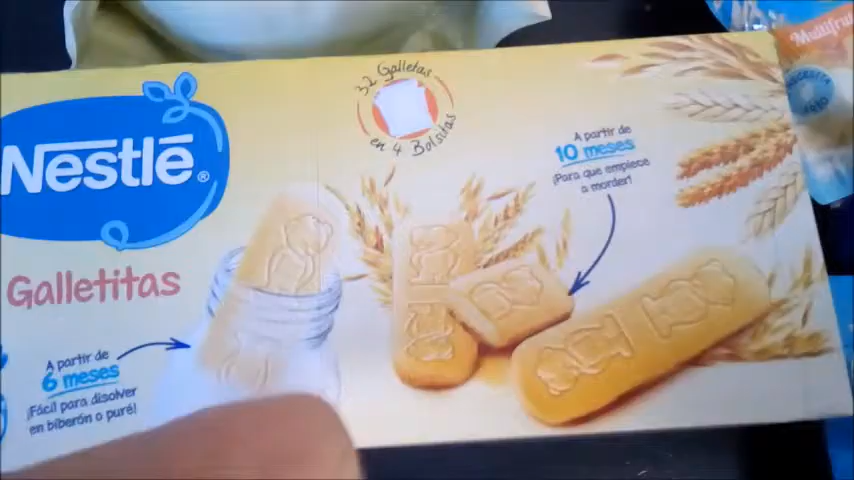 Nestlé®
Galletitas
A partir de
6 meses
¡Fácil para disolver
en biberón o puré!
32 Galletas
en 4 Bolsitas
A partir de
10 meses
¡Para que empiece
a morder!
Multifru